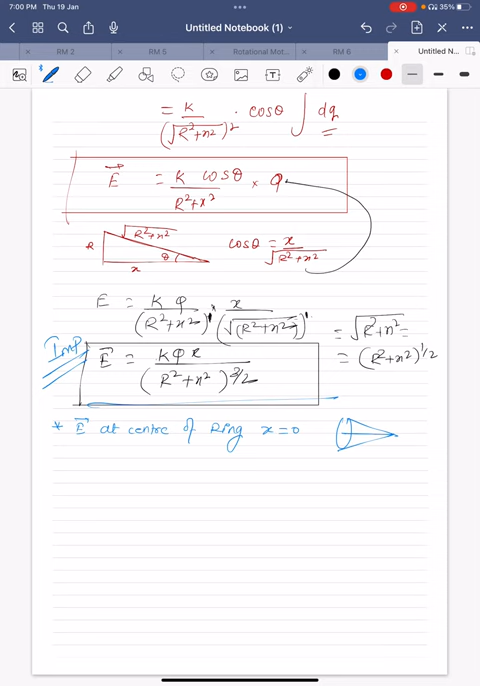 7:00 PM Thu 19 Jan 35%
Untitled Notebook (1)
RM 2 RM 5 Rotational Mot... RM 6 Untitled N...
= K/(√R²+x²)² · cosθ ∫ dq
E⃗ = K cosθ/R²+x² × Q
R √R²+x² θ x cosθ = x/√R²+x²
E = KQ/(R²+x²)¹ × x/(√(R²+x²))¹ = √R²+x² =
Imp E⃗ = KQx/(R²+x²)^3/2 = (R²+x²)^1/2
* E⃗ at centre of Ring x=0